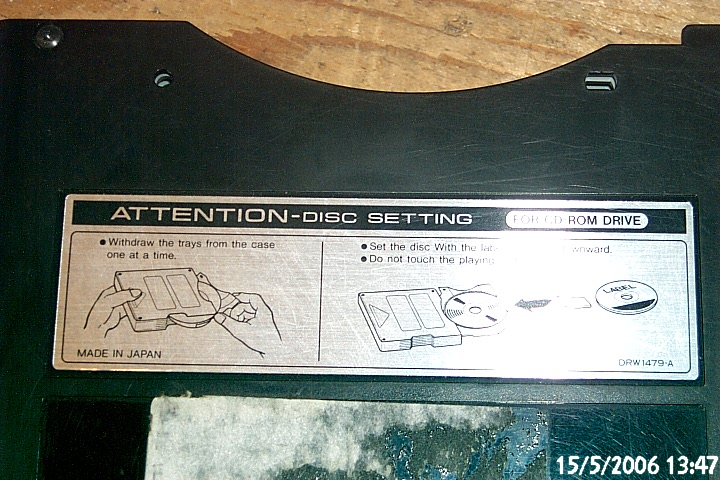 ATTENTION-DISC SETTING
FOR CD ROM DRIVE
● Withdraw the trays from the case
one at a time.
● Set the disc With the downward.
● Do not touch the playing
LABEL
MADE IN JAPAN
DRW1479-A
15/5/2006 13:47